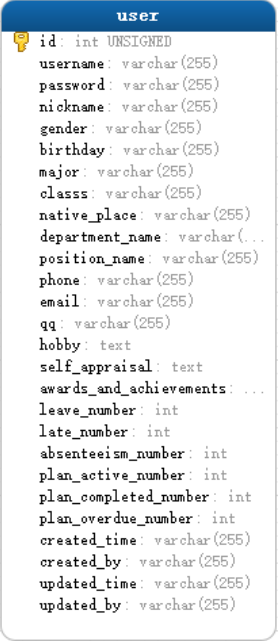 user
id: int UNSIGNED
username: varchar(255)
password: varchar(255)
nickname: varchar(255)
gender: varchar(255)
birthday: varchar(255)
major: varchar(255)
classs: varchar(255)
native_place: varchar(255)
department_name: varchar(...
position_name: varchar(255)
phone: varchar(255)
email: varchar(255)
qq: varchar(255)
hobby: text
self_appraisal: text
awards_and_achievements: ...
leave_number: int
late_number: int
absenteeism_number: int
plan_active_number: int
plan_completed_number: int
plan_overdue_number: int
created_time: varchar(255)
created_by: varchar(255)
updated_time: varchar(255)
updated_by: varchar(255)